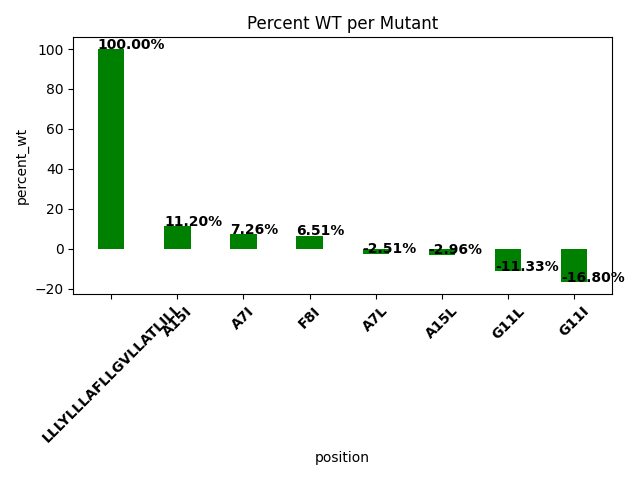 Percent WT per Mutant
percent_wt
100
80
60
40
20
0
−20
100.00%
11.20%
7.26%
6.51%
-2.51%
-2.96%
-11.33%
-16.80%
LLLYLLLAFLLGVLLATLILL
A15I
A7I
F8I
A7L
A15L
G11L
G11I
position